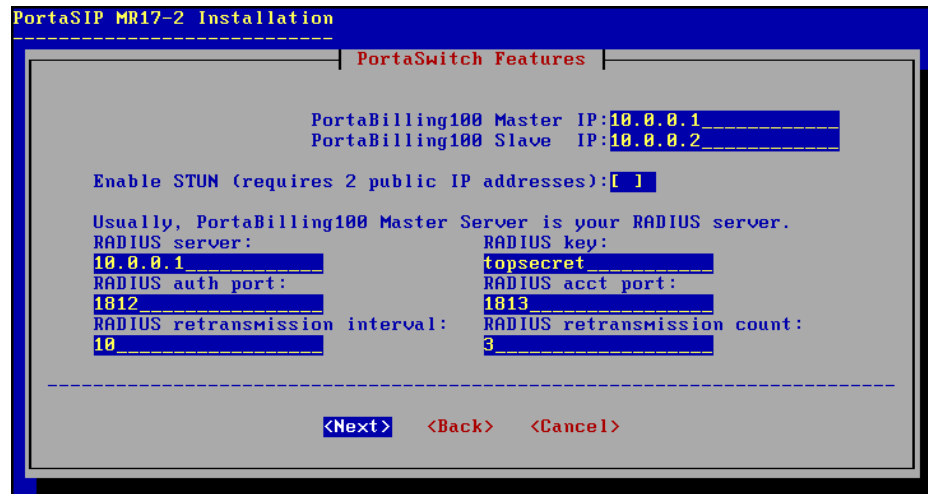 PortaSIP MR17-2 Installation
PortaSwitch Features
PortaBilling100 Master IP:10.0.0.1
PortaBilling100 Slave IP:10.0.0.2
Enable STUN (requires 2 public IP addresses):[ ]
Usually, PortaBilling100 Master Server is your RADIUS server.
RADIUS server: RADIUS key:
10.0.0.1 topsecret
RADIUS auth port: RADIUS acct port:
1812 1813
RADIUS retransmission interval: RADIUS retransmission count:
10 3
<Next> <Back> <Cancel>